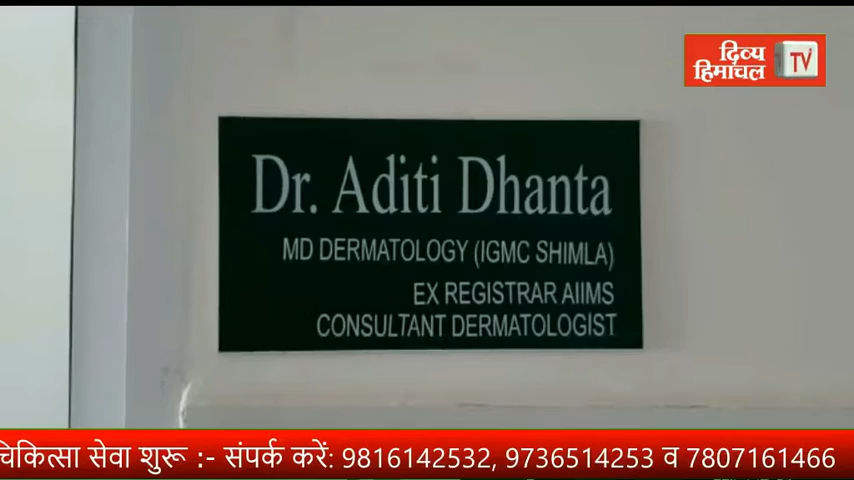 दिव्य
हिमाचल TV
Dr. Aditi Dhanta
MD DERMATOLOGY (IGMC SHIMLA)
EX REGISTRAR AIIMS
CONSULTANT DERMATOLOGIST
चिकित्सा सेवा शुरू :- संपर्क करें: 9816142532, 9736514253 व 7807161466